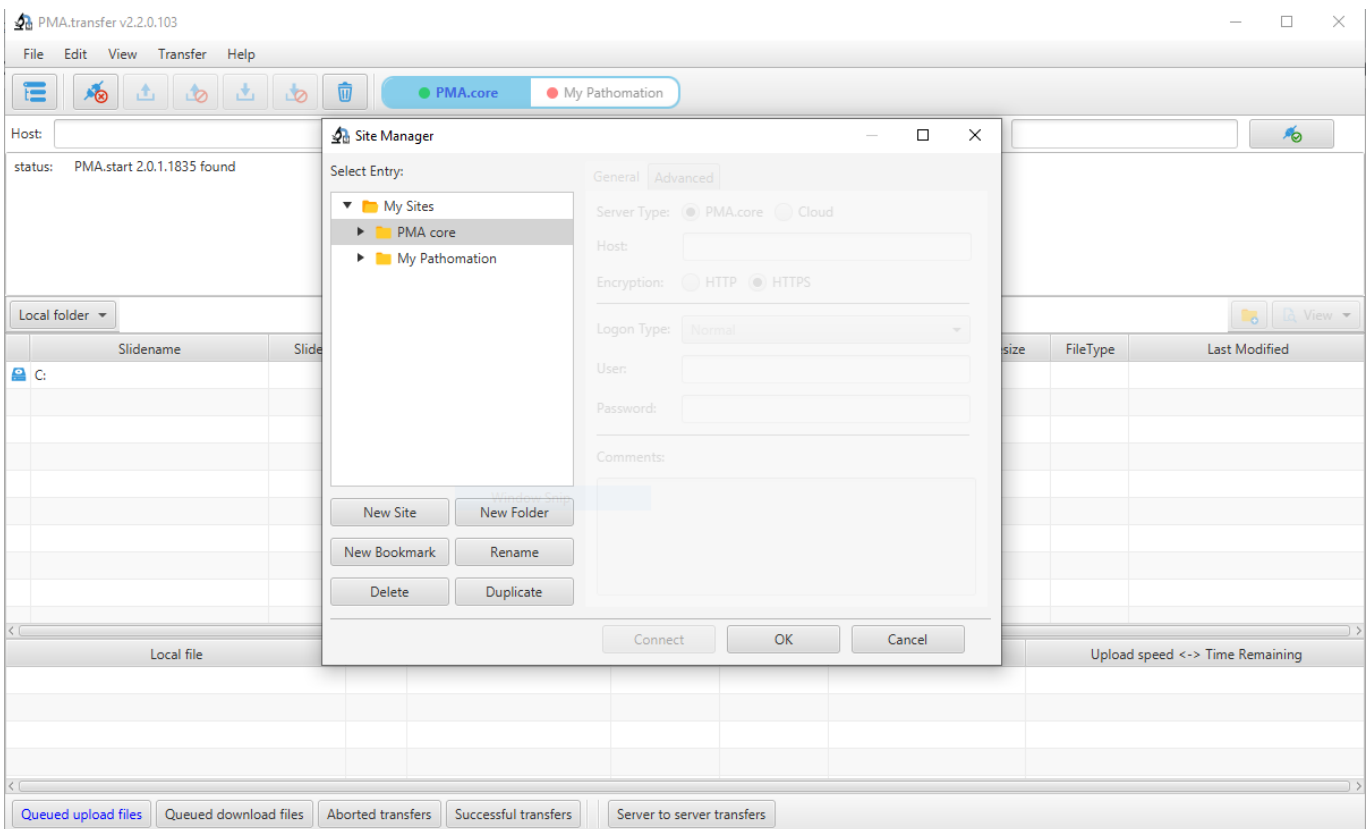 PMA.transfer v2.2.0.103
File Edit View Transfer Help
PMA.core My Pathomation
Host:
status: PMA.start 2.0.1.1835 found
Site Manager
Select Entry:
My Sites
PMA core
My Pathomation
New Site New Folder
New Bookmark Rename
Delete Duplicate
General Advanced
Server Type: PMA.core Cloud
Host:
Encryption: HTTP HTTPS
Logon Type: Normal
User:
Password:
Comments:
Window Snip
Connect OK Cancel
Local folder View
Slidename FileType Last Modified
C:
Local file Upload speed <-> Time Remaining
Queued upload files Queued download files Aborted transfers Successful transfers Server to server transfers